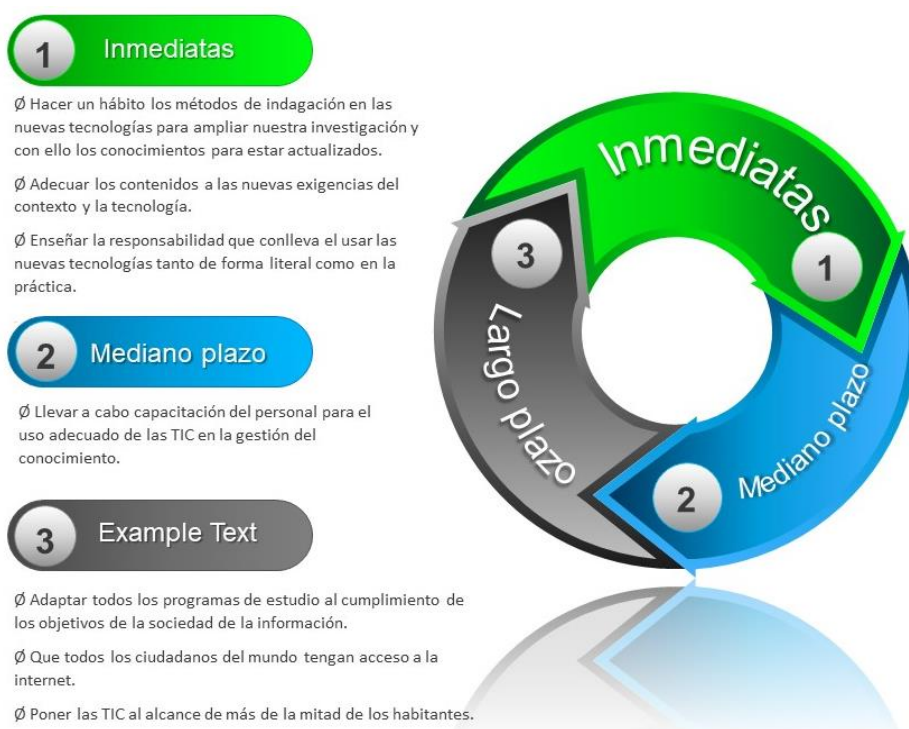 1 Inmediatas
Ø Hacer un hábito los métodos de indagación en las
nuevas tecnologías para ampliar nuestra investigación y
con ello los conocimientos para estar actualizados.
Ø Adecuar los contenidos a las nuevas exigencias del
contexto y la tecnología.
Ø Enseñar la responsabilidad que conlleva el usar las
nuevas tecnologías tanto de forma literal como en la
práctica.
2 Mediano plazo
Ø Llevar a cabo capacitación del personal para el
uso adecuado de las TIC en la gestión del
conocimiento.
3 Example Text
Ø Adaptar todos los programas de estudio al cumplimiento de
los objetivos de la sociedad de la información.
Ø Que todos los ciudadanos del mundo tengan acceso a la
internet.
Ø Poner las TIC al alcance de más de la mitad de los habitantes.
Inmediatas
1
Mediano plazo
2
Largo plazo
3